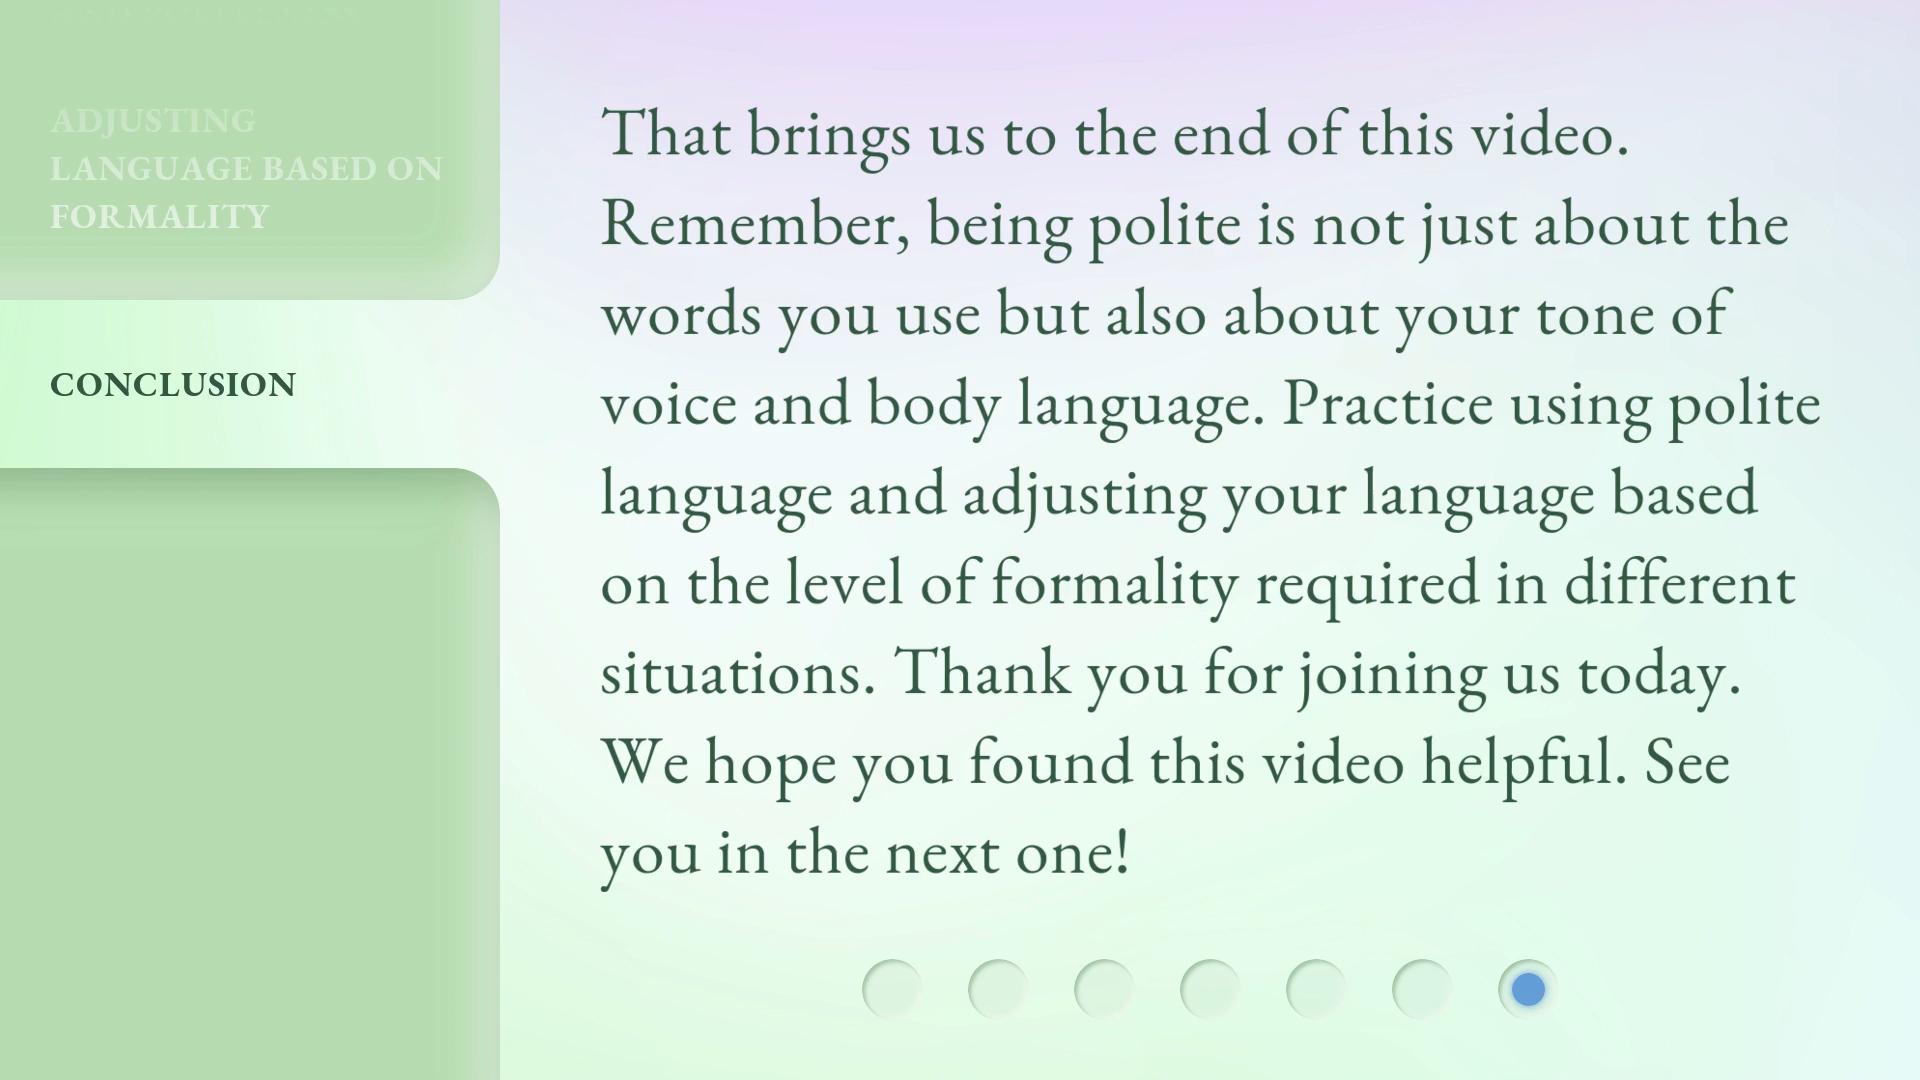 ADJUSTING
LANGUAGE BASED ON
FORMALITY
CONCLUSION
That brings us to the end of this video.
Remember, being polite is not just about the
words you use but also about your tone of
voice and body language. Practice using polite
language and adjusting your language based
on the level of formality required in different
situations. Thank you for joining us today.
We hope you found this video helpful. See
you in the next one!